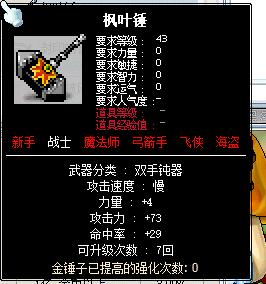 枫叶锤
要求等级： 43
要求力量： 0
要求敏捷： 0
要求智力： 0
要求运气： 0
要求人气度： -
道具等级： -
道具经验值： -
新手 战士 魔法师 弓箭手 飞侠 海盗
武器分类 : 双手钝器
攻击速度 : 慢
力量 : +4
攻击力 : +73
命中率 : +29
可升级次数 : 7回
金锤子已提高的强化次数: 0